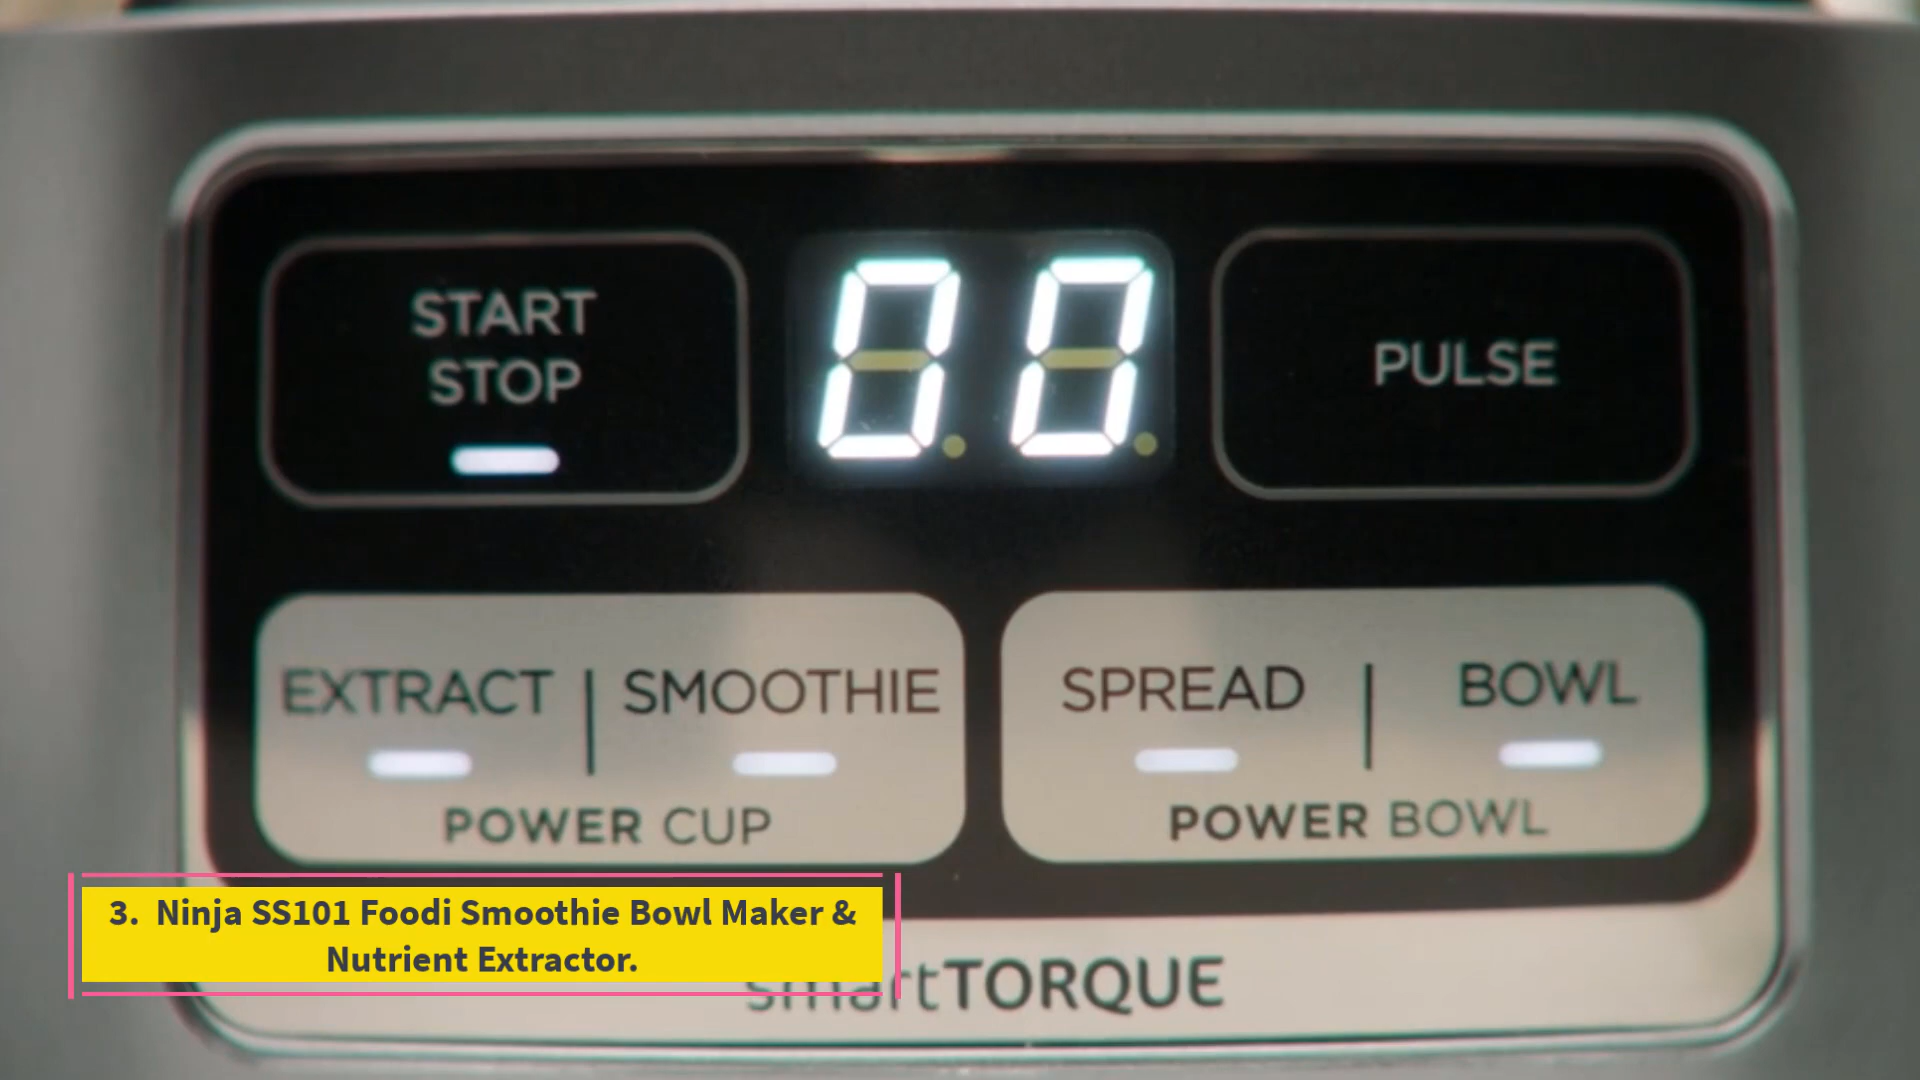 START
STOP
00
PULSE
EXTRACT | SMOOTHIE
POWER CUP
SPREAD | BOWL
POWER BOWL
3. Ninja SS101 Foodi Smoothie Bowl Maker &
Nutrient Extractor.
smartTORQUE